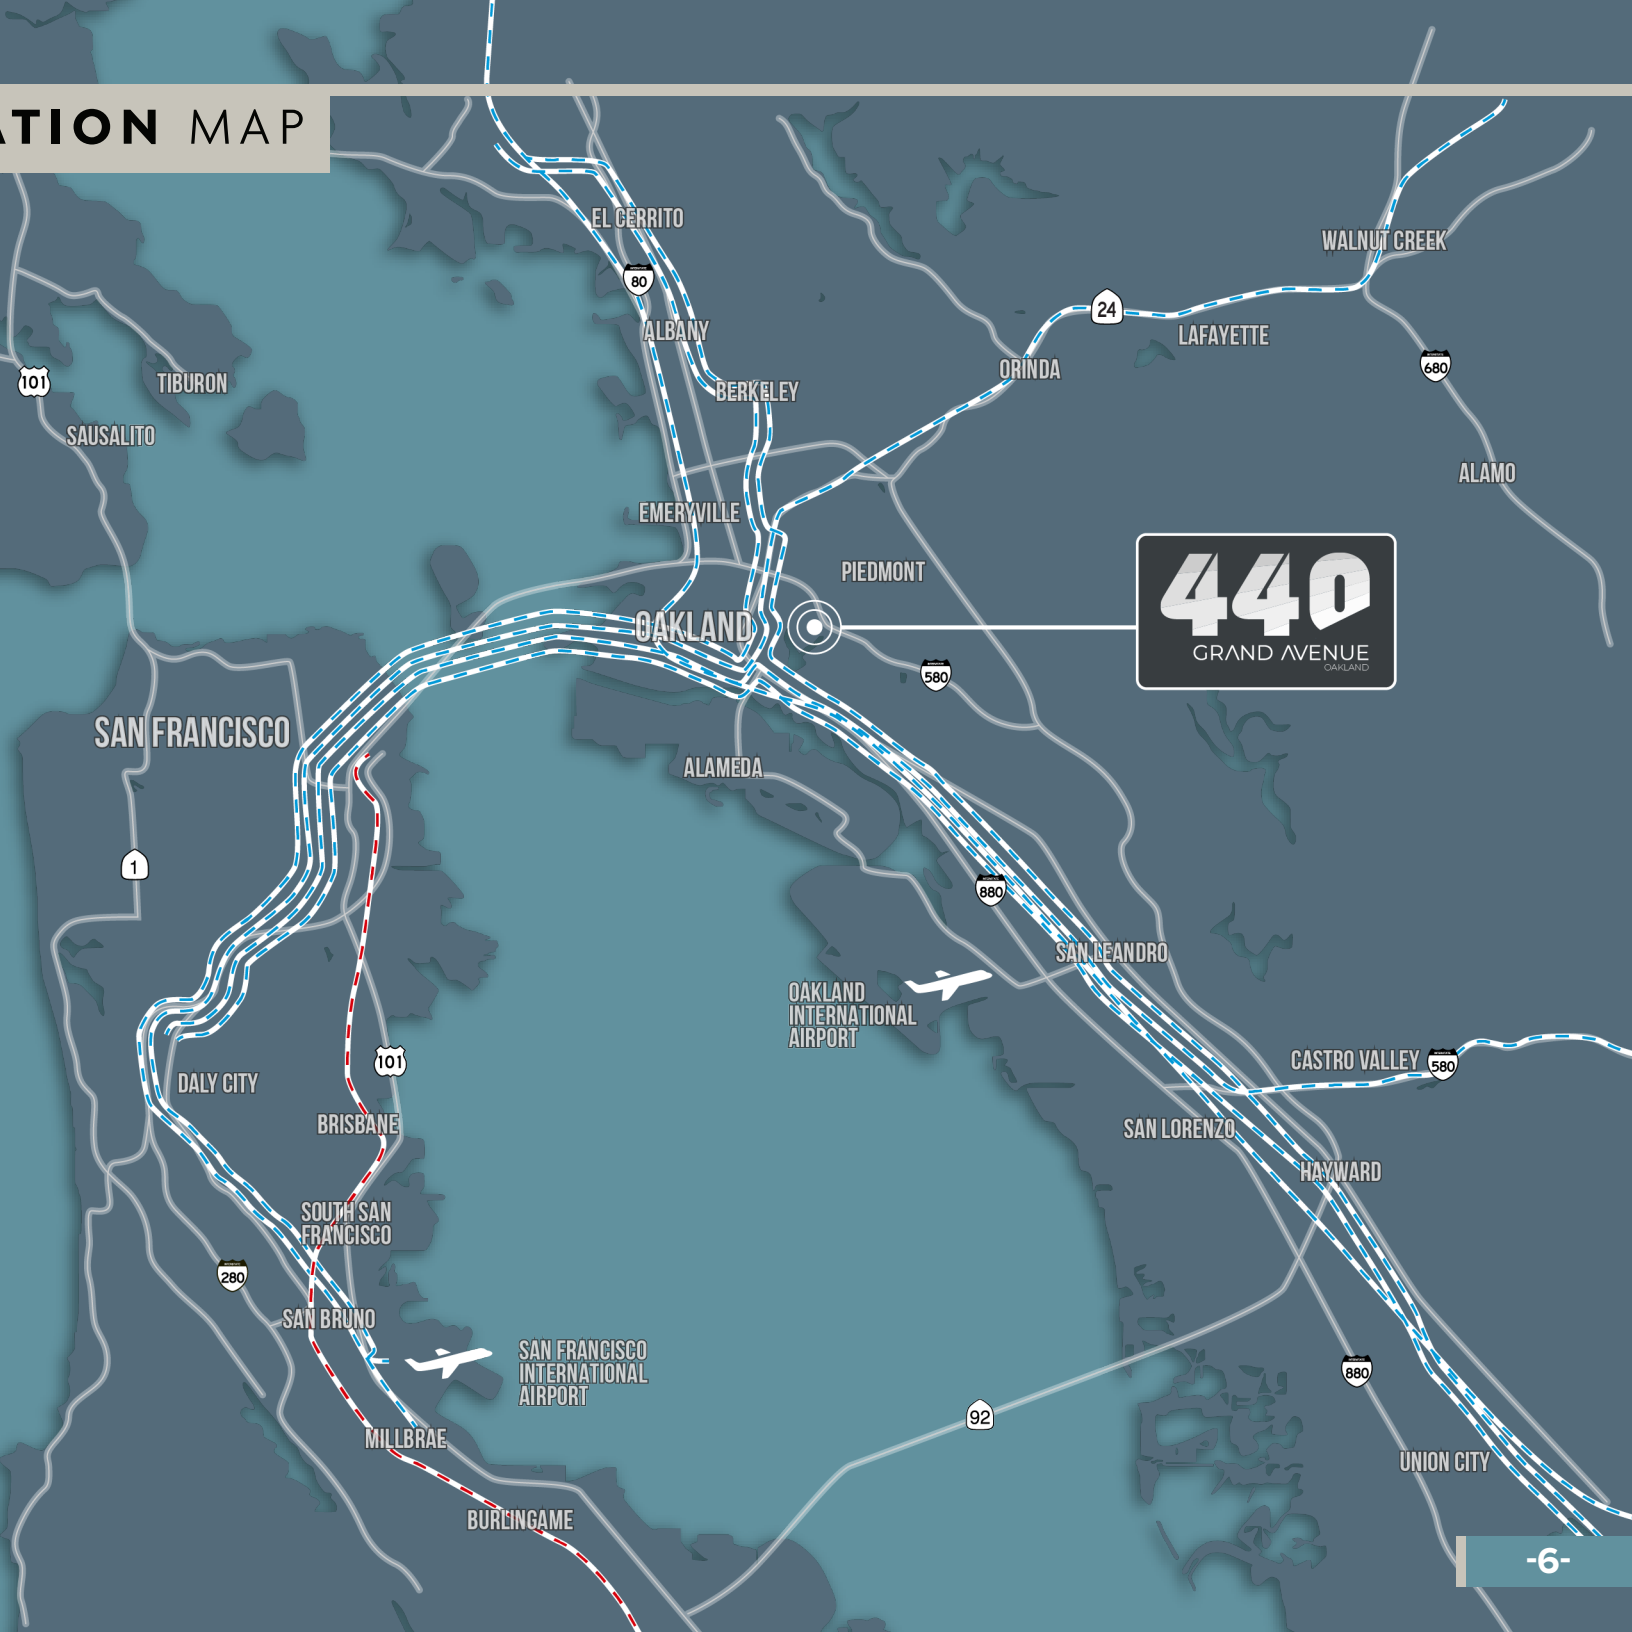 ATION MAP
EL CERRITO
WALNUT CREEK
80
24
ALBANY
LAFAYETTE
ORINDA
680
101
TIBURON
BERKELEY
SAUSALITO
ALAMO
EMERYVILLE
PIEDMONT
440
GRAND AVENUE
OAKLAND
OAKLAND
580
SAN FRANCISCO
ALAMEDA
1
880
SAN LEANDRO
OAKLAND
INTERNATIONAL
AIRPORT
101
CASTRO VALLEY
580
DALY CITY
BRISBANE
SAN LORENZO
HAYWARD
SOUTH SAN
FRANCISCO
280
SAN BRUNO
SAN FRANCISCO
INTERNATIONAL
AIRPORT
880
92
MILLBRAE
UNION CITY
BURLINGAME
-6-